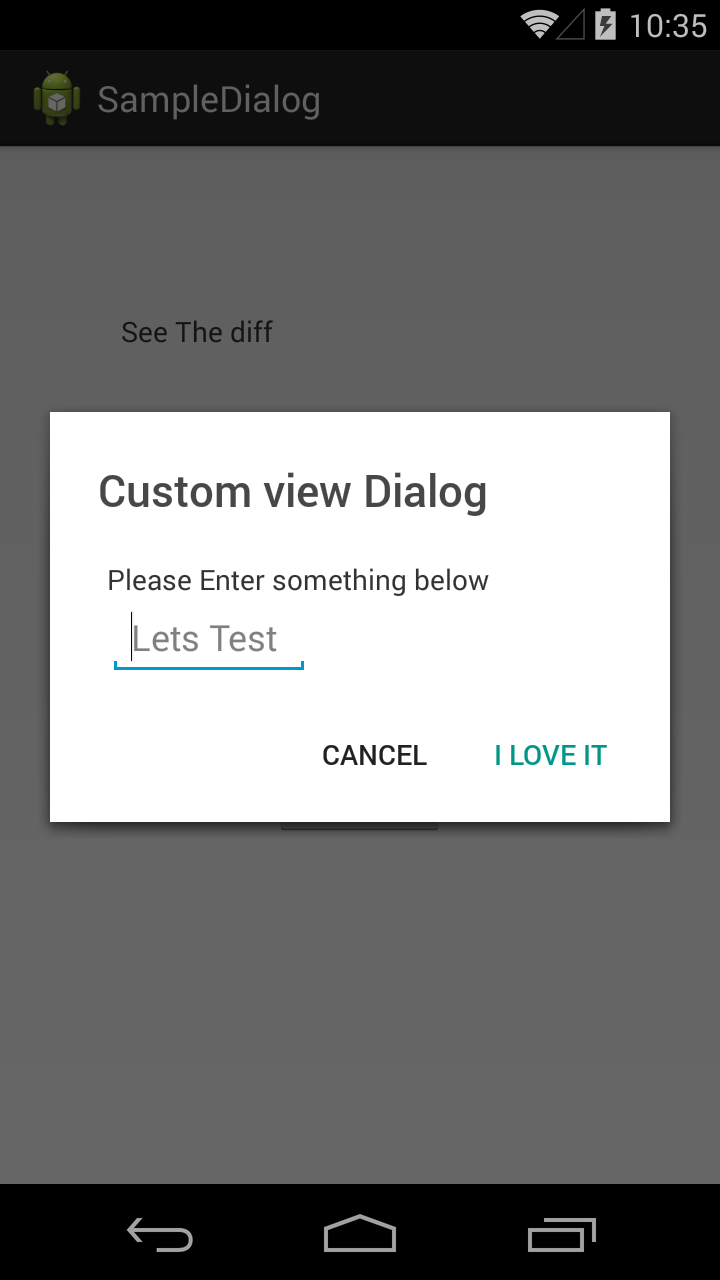 10:35
SampleDialog
See The diff
Custom view Dialog
Please Enter something below
Lets Test
CANCEL I LOVE IT